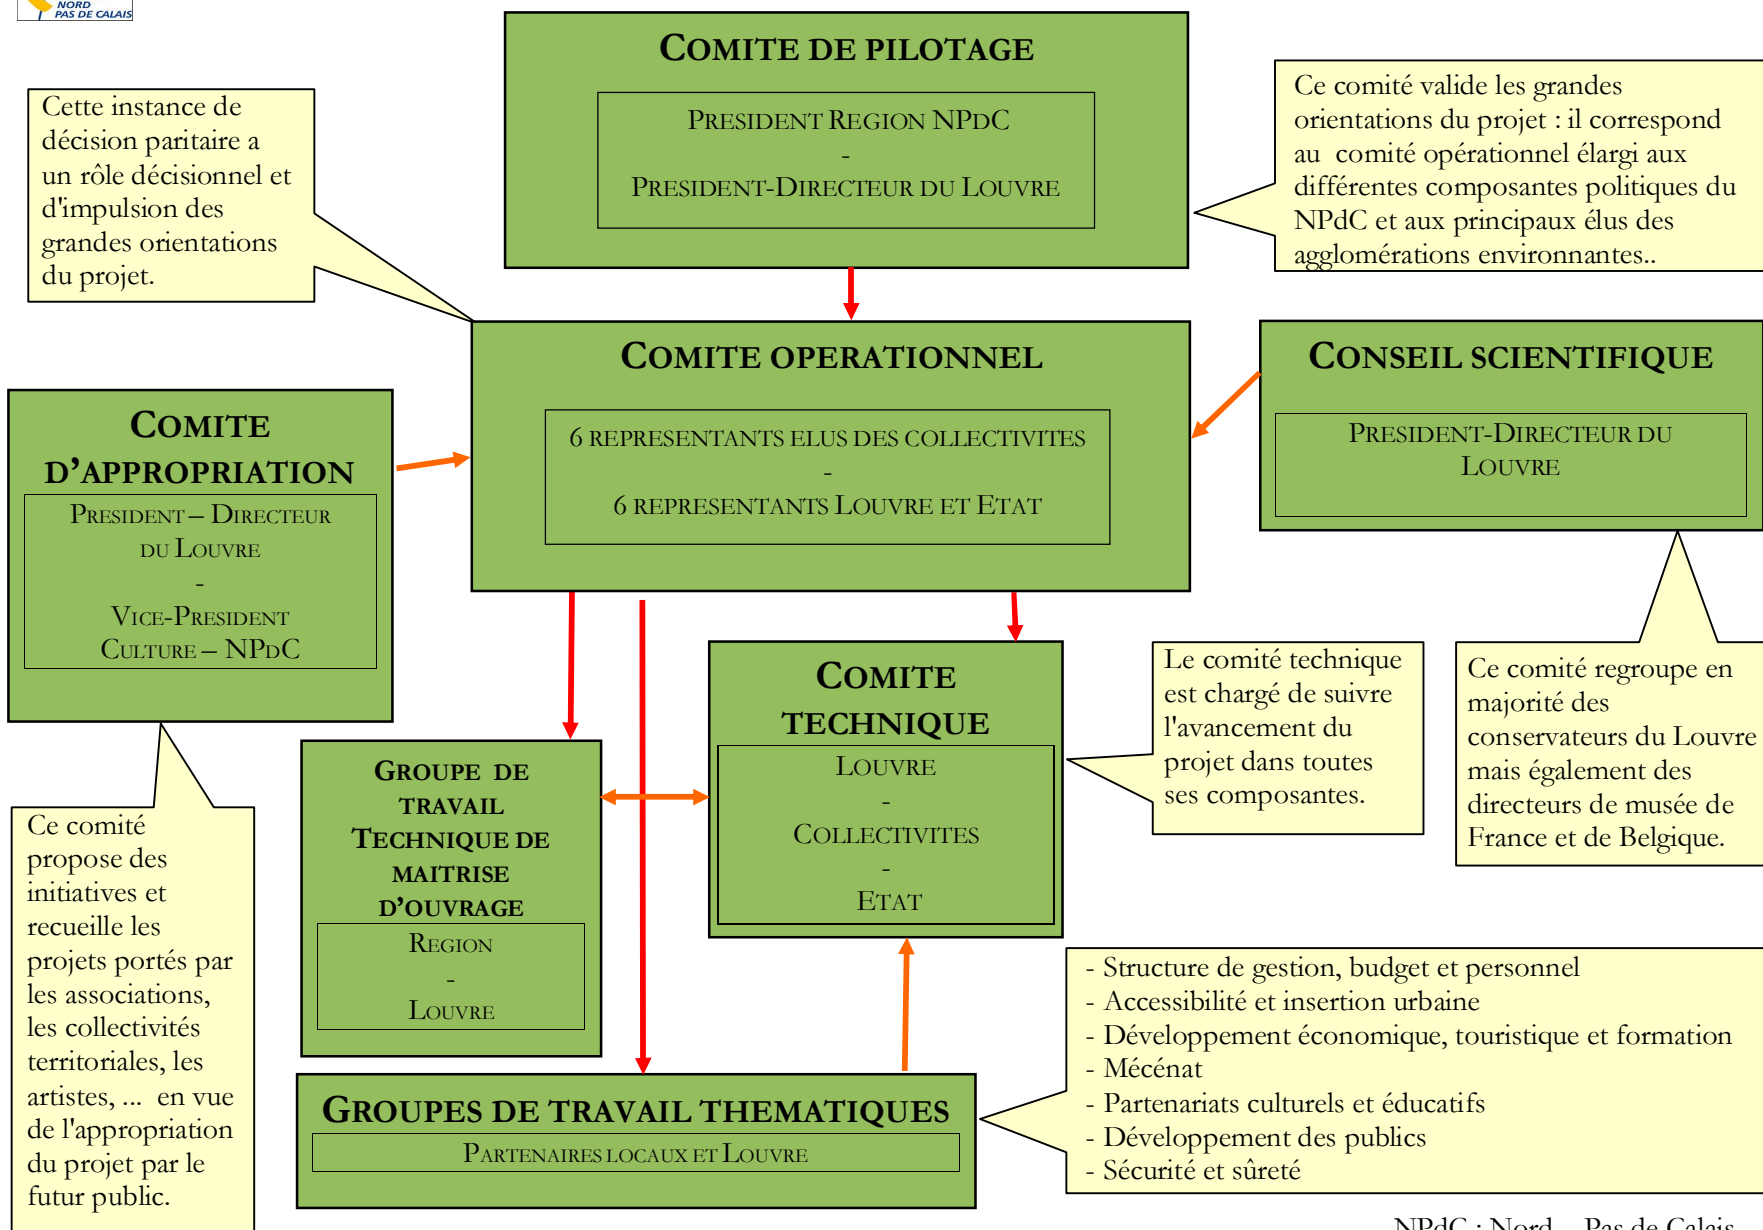 NORD
PAS DE CALAIS
COMITE DE PILOTAGE
PRESIDENT REGION NPDC
-
PRESIDENT-DIRECTEUR DU LOUVRE
Cette instance de
décision paritaire a
un rôle décisionnel et
d'impulsion des
grandes orientations
du projet.
Ce comité valide les grandes
orientations du projet : il correspond
au comité opérationnel élargi aux
différentes composantes politiques du
NPdC et aux principaux élus des
agglomérations environnantes..
COMITE OPERATIONNEL
6 REPRESENTANTS ELUS DES COLLECTIVITES
-
6 REPRESENTANTS LOUVRE ET ETAT
CONSEIL SCIENTIFIQUE
PRESIDENT-DIRECTEUR DU
LOUVRE
COMITE
D'APPROPRIATION
PRESIDENT – DIRECTEUR
DU LOUVRE
-
VICE-PRESIDENT
CULTURE – NPDC
COMITE
TECHNIQUE
LOUVRE
-
COLLECTIVITES
-
ETAT
Le comité technique
est chargé de suivre
l'avancement du
projet dans toutes
ses composantes.
Ce comité regroupe en
majorité des
conservateurs du Louvre
mais également des
directeurs de musée de
France et de Belgique.
GROUPE DE
TRAVAIL
TECHNIQUE DE
MAITRISE
D'OUVRAGE
REGION
-
LOUVRE
Ce comité
propose des
initiatives et
recueille les
projets portés par
les associations,
les collectivités
territoriales, les
artistes, ... en vue
de l'appropriation
du projet par le
futur public.
GROUPES DE TRAVAIL THEMATIQUES
PARTENAIRES LOCAUX ET LOUVRE
- Structure de gestion, budget et personnel
- Accessibilité et insertion urbaine
- Développement économique, touristique et formation
- Mécénat
- Partenariats culturels et éducatifs
- Développement des publics
- Sécurité et sûreté
NPdC : Nord – Pas de Calais